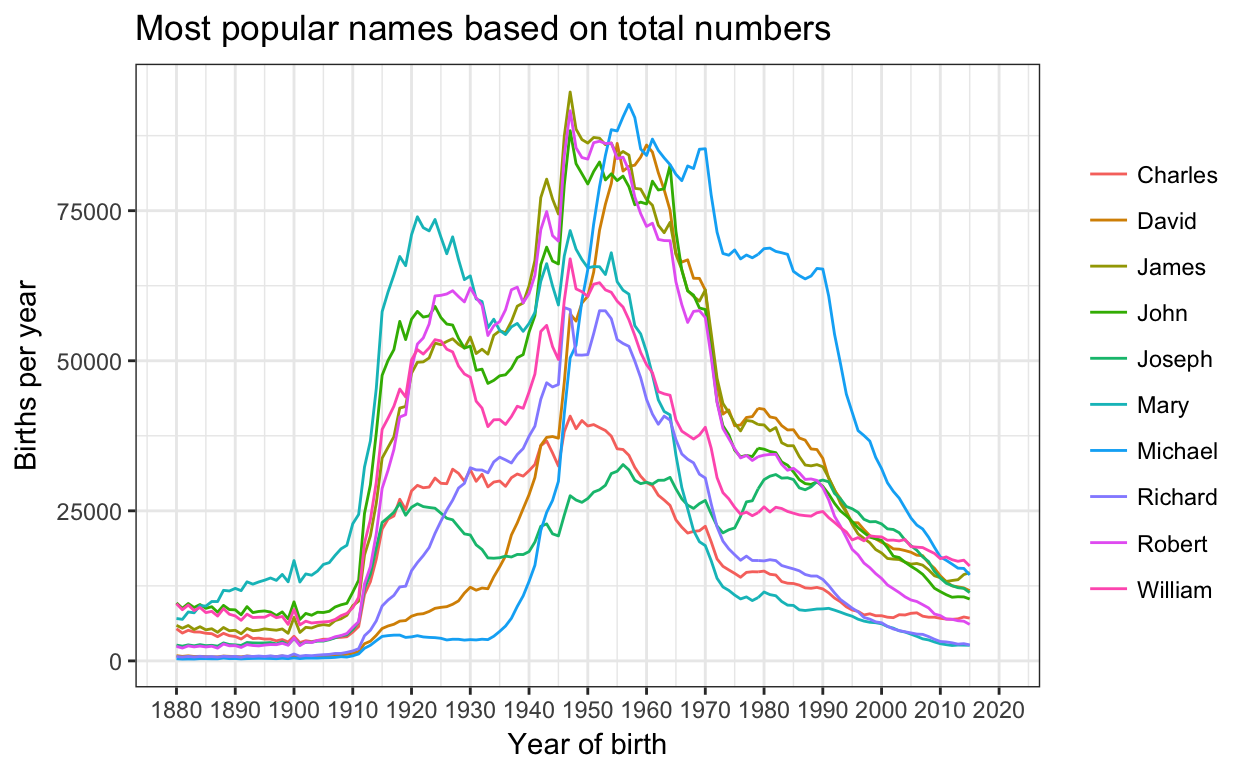 Most popular names based on total numbers
Births per year
75000
50000
25000
0
1880 1890 1900 1910 1920 1930 1940 1950 1960 1970 1980 1990 2000 2010 2020
Year of birth
Charles
David
James
John
Joseph
Mary
Michael
Richard
Robert
William